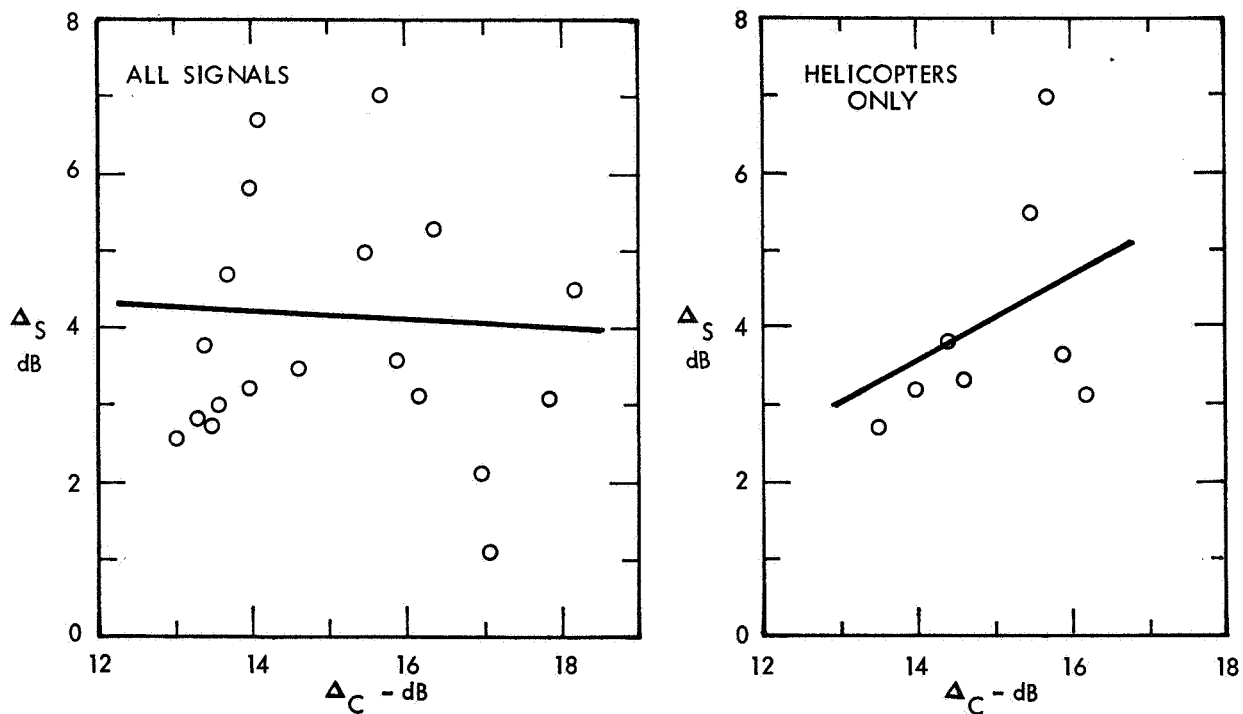 ALL SIGNALS
8
6
4
2
0
Δ_S
dB
12
14
16
18
Δ_C - dB
HELICOPTERS
ONLY
8
6
4
2
0
Δ_S
dB
12
14
16
18
Δ_C - dB